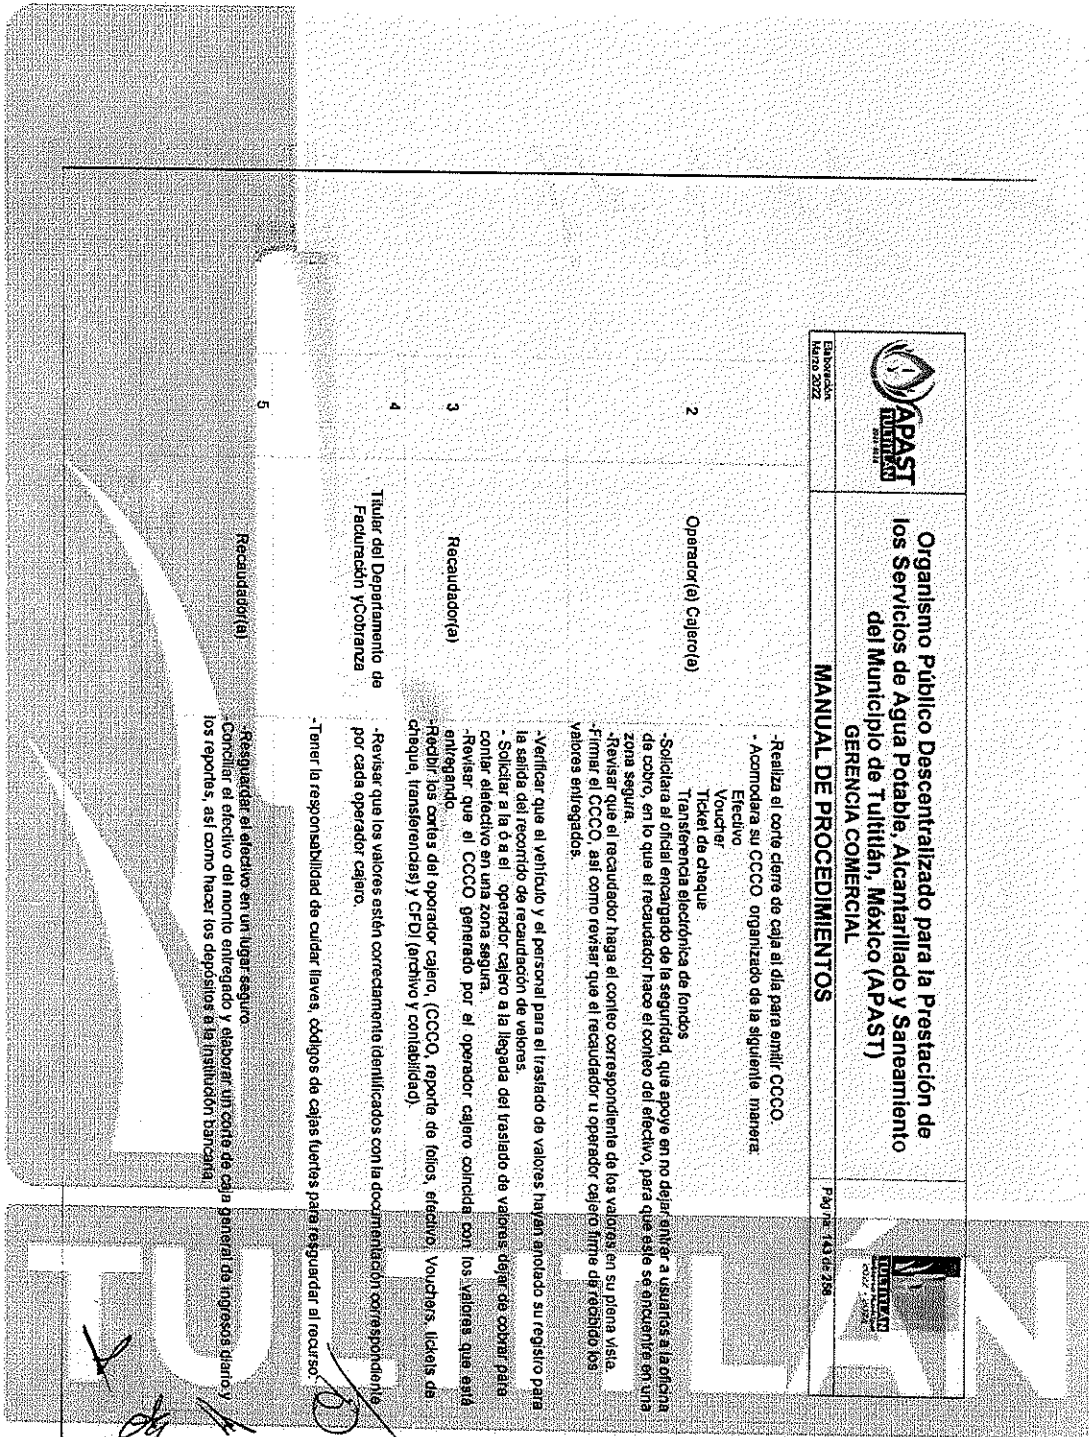 APAST
TULTITLÁN
Organismo Público Descentralizado para la Prestación de
los Servicios de Agua Potable, Alcantarillado y Saneamiento
del Municipio de Tultitlán, México (APAST)
GERENCIA COMERCIAL
TULTITLÁN
2022 - 2024
Elaboración
Marzo 2022
MANUAL DE PROCEDIMIENTOS
Página 143 de 258
-Realiza el corte cierre de caja al día para emitir CCCO.
- Acomodara su CCCO organizado de la siguiente manera:
Efectivo
Voucher
Ticket de cheque
Transferencia electrónica de fondos
2
Operador(a) Cajero(a)
-Solicitara al oficial encargado de la seguridad, que apoye en no dejar entrar a usuarios a la oficina
de cobro, en lo que el recaudador hace el conteo del efectivo, para que este se encuentre en una
zona segura.
-Revisar que el recaudador haga el conteo correspondiente de los valores en su plena vista.
-Firmar el CCCO, así como revisar que el recaudador u operador cajero firme de recibido los
valores entregados.
-Verificar que el vehículo y el personal para el traslado de valores hayan anotado su registro para
la salida del recorrido de recaudación de valores.
- Solicitar a la ó a el operador cajero a la llegada del traslado de valores dejar de cobrar para
contar elefectivo en una zona segura.
3
Recaudador(a)
-Revisar que el CCCO generado por el operador cajero coincida con los valores que está
entregando.
-Recibir los cortes del operador cajero, (CCCO, reporte de folios, efectivo, Vouchers, tickets de
cheque, transferencias) y CFDI (archivo y contabilidad).
4
Titular del Departamento de
Facturación yCobranza
-Revisar que los valores estén correctamente identificados con la documentación correspondiente
por cada operador cajero.
-Tener la responsabilidad de cuidar llaves, códigos de cajas fuertes para resguardar al recurso.
5
Recaudador(a)
-Resguardar el efectivo en un lugar seguro.
-Conciliar el efectivo del monto entregado y elaborar un corte de caja general de ingresos diario y
los reportes, así como hacer los depósitos a la institución bancaria.
TULTITLÁN